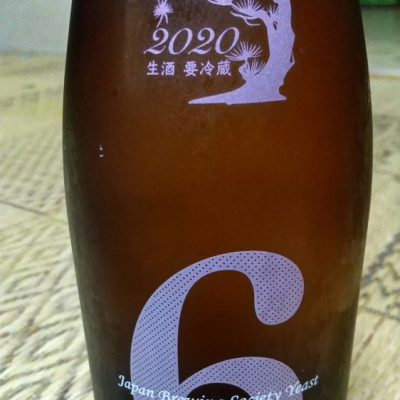 2020
生酒 要冷蔵
6
Japan Brewing Society Yeast